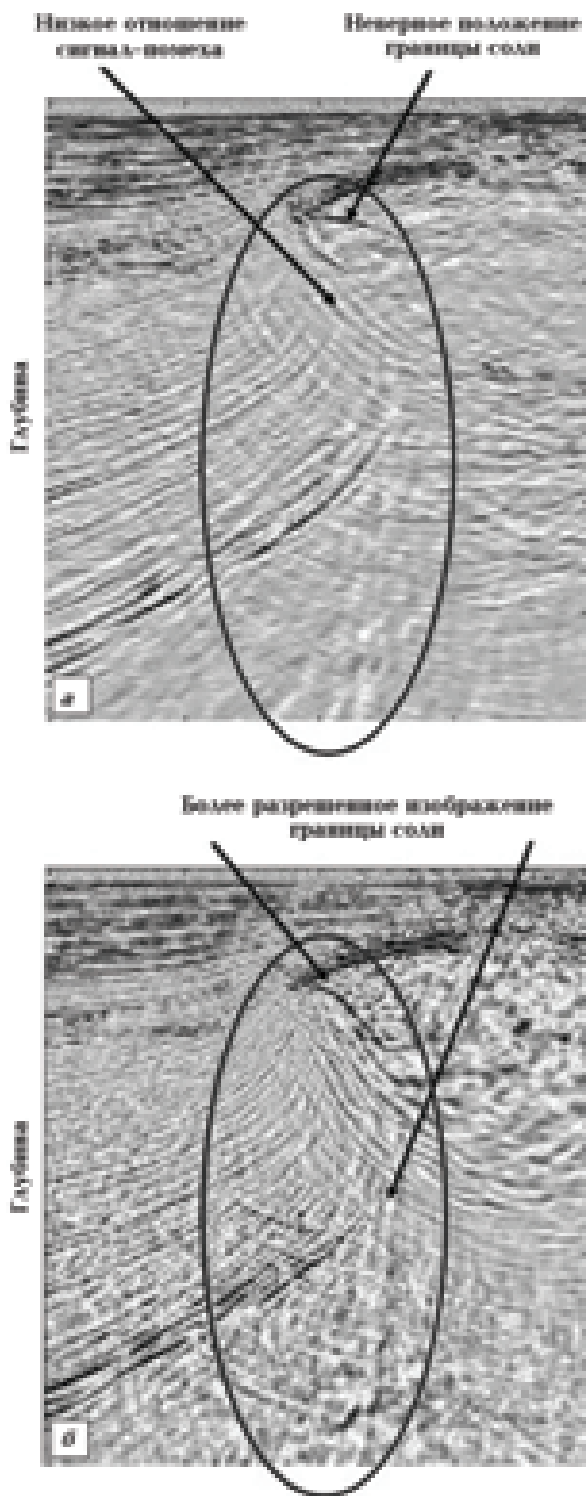 Низкое отношение
сигнал-помеха
Неверное положение
границы соли
Глубина
а
Более разрешенное изображение
границы соли
Глубина
б